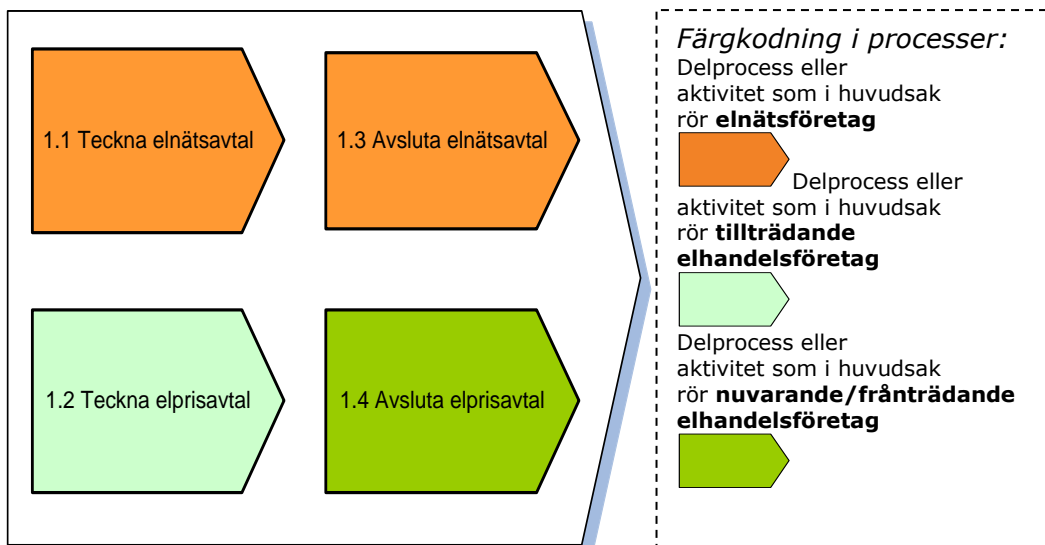 1.1 Teckna elnätsavtal
1.3 Avsluta elnätsavtal
1.2 Teckna elprisavtal
1.4 Avsluta elprisavtal
Färgkodning i processer:
Delprocess eller
aktivitet som i huvudsak
rör elnätsföretag
Delprocess eller
aktivitet som i huvudsak
rör tillträdande
elhandelsföretag
Delprocess eller
aktivitet som i huvudsak
rör nuvarande/frånträdande
elhandelsföretag